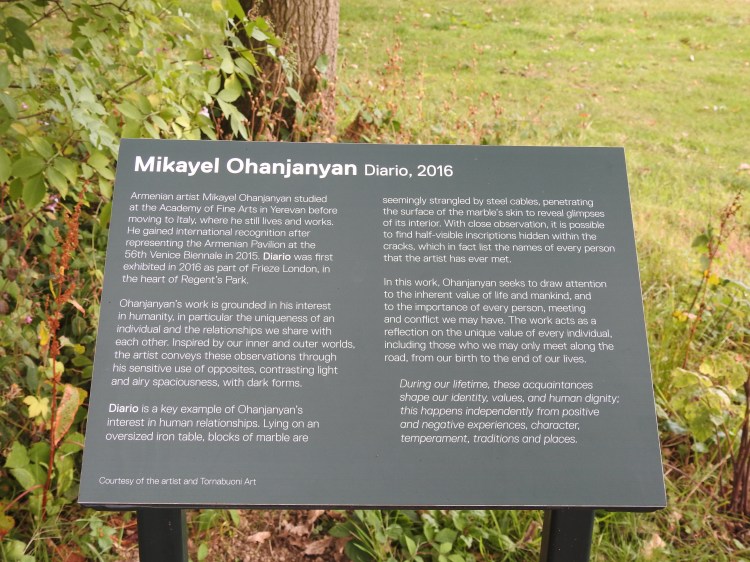 Mikayel Ohanjanyan Diario, 2016
Armenian artist Mikayel Ohanjanyan studied
at the Academy of Fine Arts in Yerevan before
moving to Italy, where he still lives and works.
He gained international recognition after
representing the Armenian Pavilion at the
56th Venice Biennale in 2015. Diario was first
exhibited in 2016 as part of Frieze London, in
the heart of Regent's Park.
Ohanjanyan's work is grounded in his interest
in humanity, in particular the uniqueness of an
individual and the relationships we share with
each other. Inspired by our inner and outer worlds,
the artist conveys these observations through
his sensitive use of opposites, contrasting light
and airy spaciousness, with dark forms.
Diario is a key example of Ohanjanyan's
interest in human relationships. Lying on an
oversized iron table, blocks of marble are
seemingly strangled by steel cables, penetrating
the surface of the marble's skin to reveal glimpses
of its interior. With close observation, it is possible
to find half-visible inscriptions hidden within the
cracks, which in fact list the names of every person
that the artist has ever met.
In this work, Ohanjanyan seeks to draw attention
to the inherent value of life and mankind, and
to the importance of every person, meeting
and conflict we may have. The work acts as a
reflection on the unique value of every individual,
including those who we may only meet along the
road, from our birth to the end of our lives.
During our lifetime, these acquaintances
shape our identity, values, and human dignity;
this happens independently from positive
and negative experiences, character,
temperament, traditions and places.
Courtesy of the artist and Tornabuoni Art